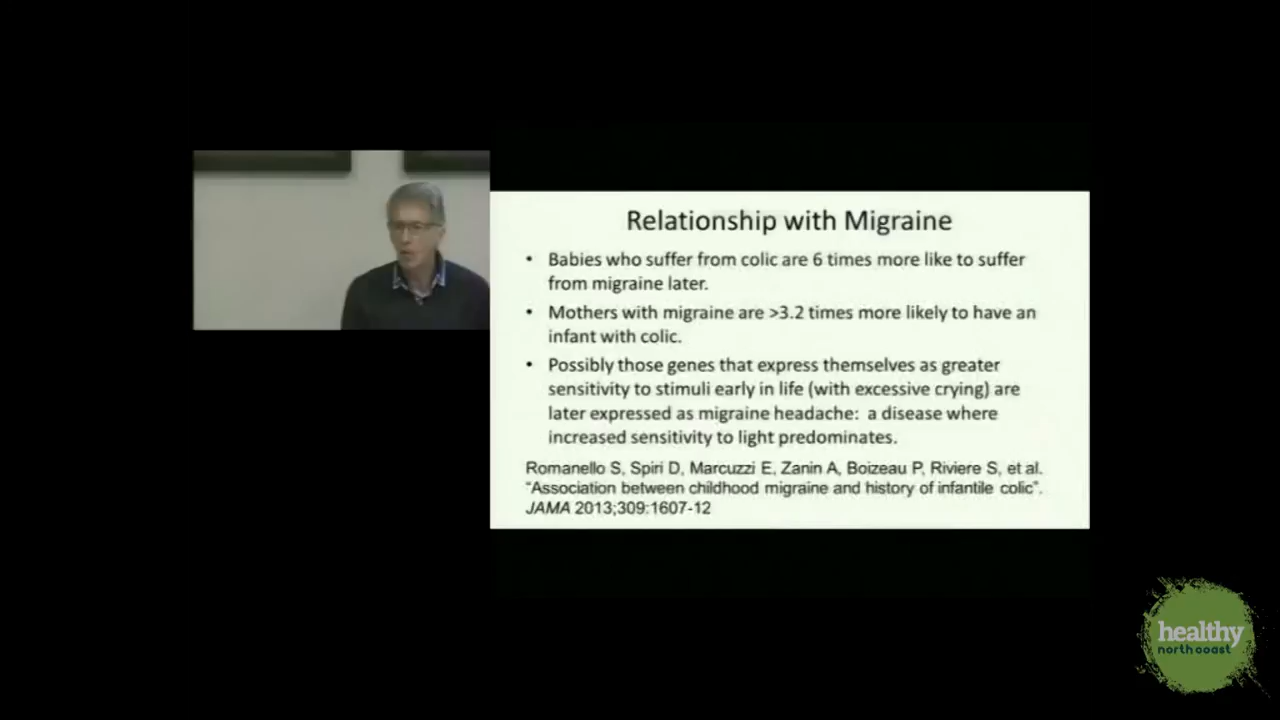 Relationship with Migraine
• Babies who suffer from colic are 6 times more like to suffer
from migraine later.
• Mothers with migraine are >3.2 times more likely to have an
infant with colic.
• Possibly those genes that express themselves as greater
sensitivity to stimuli early in life (with excessive crying) are
later expressed as migraine headache: a disease where
increased sensitivity to light predominates.
Romanello S, Spiri D, Marcuzzi E, Zanin A, Boizeau P, Riviere S, et al.
“Association between childhood migraine and history of infantile colic”.
JAMA 2013;309:1607-12
healthy
north coast